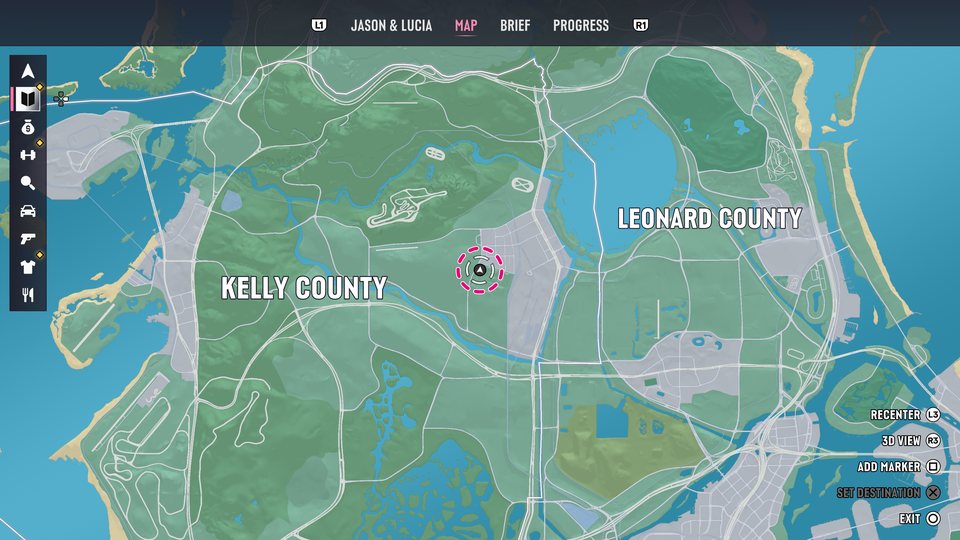 L1 JASON & LUCIA MAP BRIEF PROGRESS R1
LEONARD COUNTY
KELLY COUNTY
RECENTER L3
3D VIEW R3
ADD MARKER
SET DESTINATION
EXIT